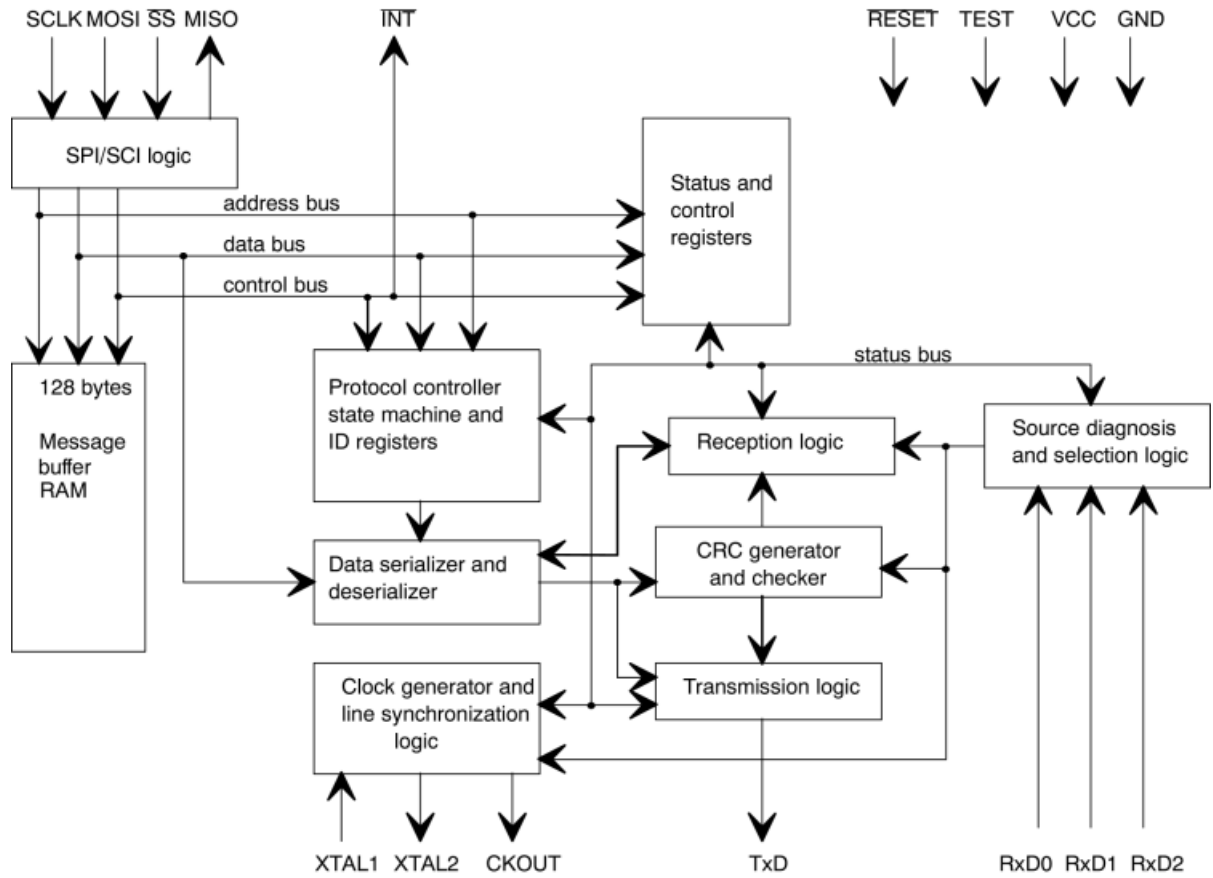 SCLK MOSI S̅S̅ MISO
I̅N̅T̅
R̅E̅S̅E̅T̅ TEST VCC GND
SPI/SCI logic
address bus
data bus
control bus
Status and
control
registers
128 bytes
Message
buffer
RAM
Protocol controller
state machine and
ID registers
status bus
Reception logic
Source diagnosis
and selection logic
Data serializer and
deserializer
CRC generator
and checker
Clock generator and
line synchronization
logic
Transmission logic
XTAL1 XTAL2 CKOUT TxD RxD0 RxD1 RxD2